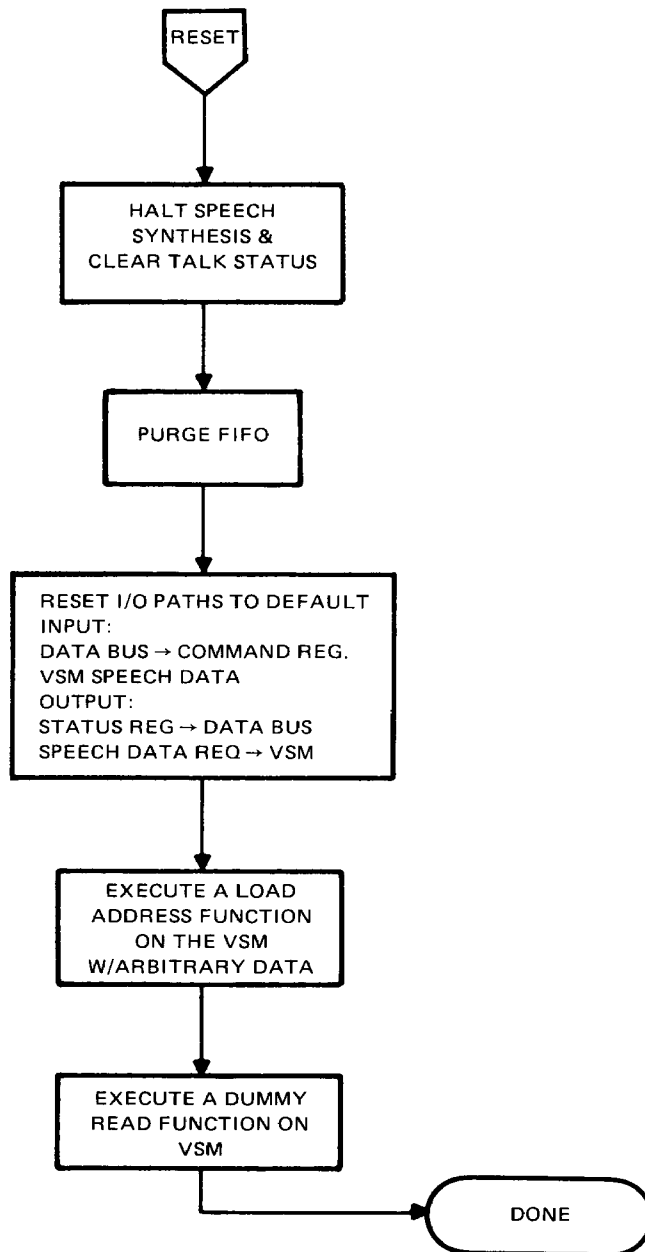 RESET
HALT SPEECH
SYNTHESIS &
CLEAR TALK STATUS
PURGE FIFO
RESET I/O PATHS TO DEFAULT
INPUT:
DATA BUS → COMMAND REG.
VSM SPEECH DATA
OUTPUT:
STATUS REG → DATA BUS
SPEECH DATA REQ → VSM
EXECUTE A LOAD
ADDRESS FUNCTION
ON THE VSM
W/ARBITRARY DATA
EXECUTE A DUMMY
READ FUNCTION ON
VSM
DONE